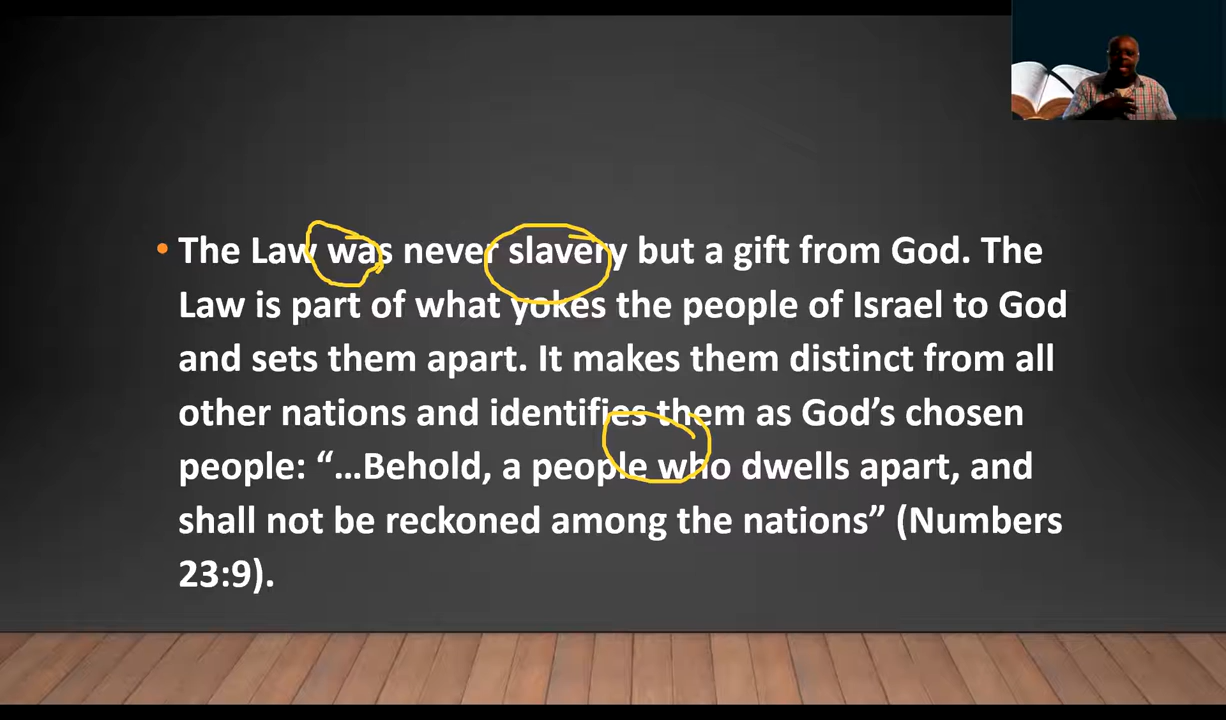 • The Law was never slavery but a gift from God. The
Law is part of what yokes the people of Israel to God
and sets them apart. It makes them distinct from all
other nations and identifies them as God’s chosen
people: “…Behold, a people who dwells apart, and
shall not be reckoned among the nations” (Numbers
23:9).